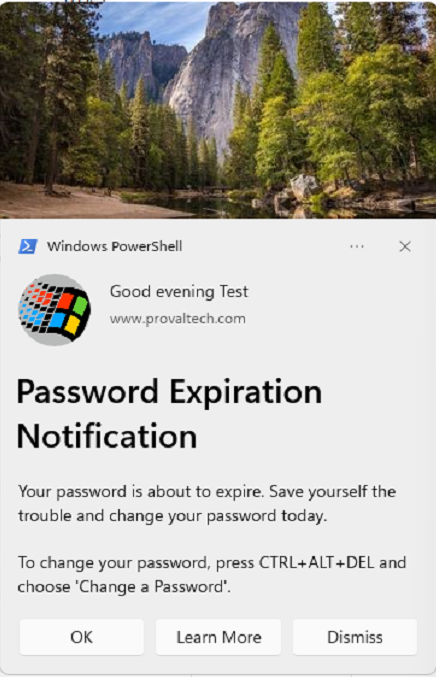 Windows PowerShell
Good evening Test
www.provaltech.com
Password Expiration
Notification
Your password is about to expire. Save yourself the
trouble and change your password today.
To change your password, press CTRL+ALT+DEL and
choose 'Change a Password'.
OK
Learn More
Dismiss